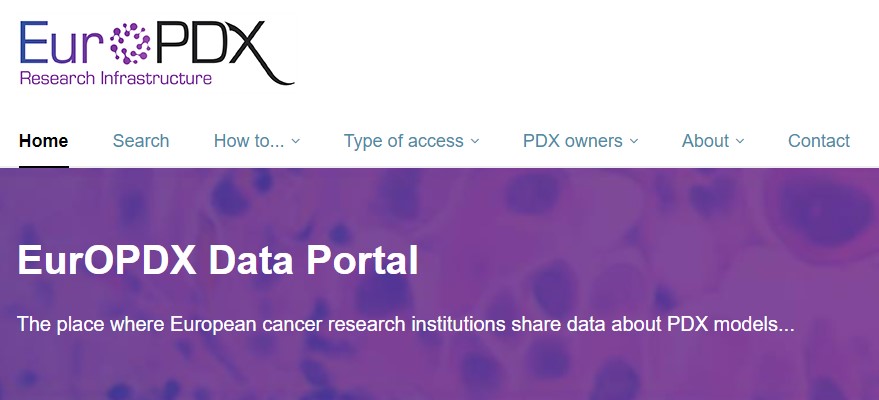 EurOPDX
Research Infrastructure
Home Search How to... Type of access PDX owners About Contact
EurOPDX Data Portal
The place where European cancer research institutions share data about PDX models...